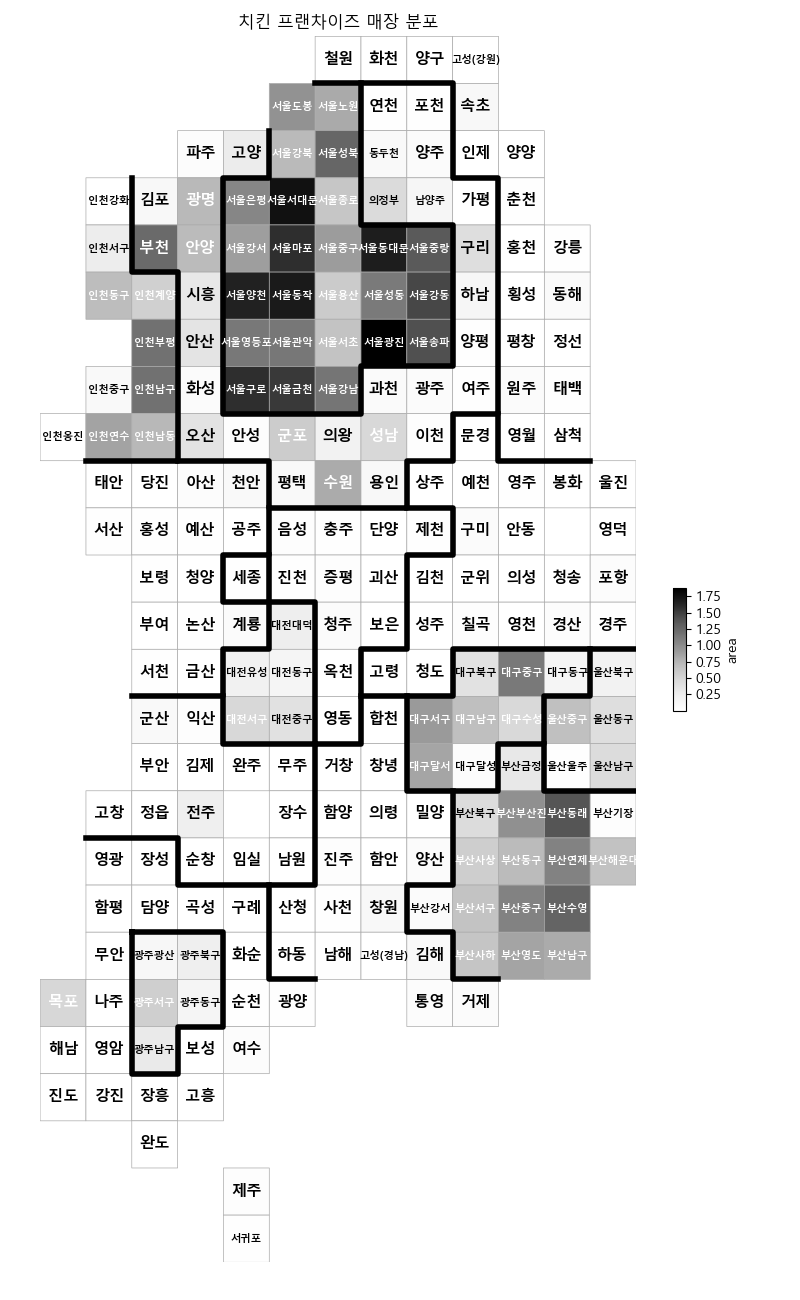 치킨 프랜차이즈 매장 분포
철원 화천 양구 고성(강원)
서울도봉 서울노원 연천 포천 속초
파주 고양 서울강북 서울성북 동두천 양주 인제 양양
인천강화 김포 광명 서울은평 서울서대문 서울종로 의정부 남양주 가평 춘천
인천서구 부천 안양 서울강서 서울마포 서울중구 서울동대문 서울중랑 구리 홍천 강릉
인천동구 인천계양 시흥 서울양천 서울동작 서울용산 서울성동 서울강동 하남 횡성 동해
인천부평 안산 서울영등포 서울관악 서울서초 서울광진 서울송파 양평 평창 정선
인천중구 인천남구 화성 서울구로 서울금천 서울강남 과천 광주 여주 원주 태백
인천옹진 인천연수 인천남동 오산 안성 군포 의왕 성남 이천 문경 영월 삼척
태안 당진 아산 천안 평택 수원 용인 상주 예천 영주 봉화 울진
서산 홍성 예산 공주 음성 충주 단양 제천 구미 안동 영덕
보령 청양 세종 진천 증평 괴산 김천 군위 의성 청송 포항
부여 논산 계룡 대전대덕 청주 보은 성주 칠곡 영천 경산 경주
서천 금산 대전유성 대전동구 옥천 고령 청도 대구북구 대구중구 대구동구 울산북구
군산 익산 대전서구 대전중구 영동 합천 대구서구 대구남구 대구수성 울산중구 울산동구
부안 김제 완주 무주 거창 창녕 대구달서 대구달성 부산금정 울산울주 울산남구
고창 정읍 전주 장수 함양 의령 밀양 부산북구 부산부산진 부산동래 부산기장
영광 장성 순창 임실 남원 진주 함안 양산 부산사상 부산동구 부산연제 부산해운대
함평 담양 곡성 구례 산청 사천 창원 부산강서 부산서구 부산중구 부산수영
무안 광주광산 광주북구 화순 하동 남해 고성(경남) 김해 부산사하 부산영도 부산남구
목포 나주 광주서구 광주동구 순천 광양 통영 거제
해남 영암 광주남구 보성 여수
진도 강진 장흥 고흥
완도
제주
서귀포
1.75
1.50
1.25
1.00
0.75
0.50
0.25
area